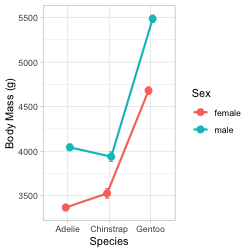 5500
5000
4500
4000
3500
Body Mass (g)
Adelie Chinstrap Gentoo
Species
Sex
female
male